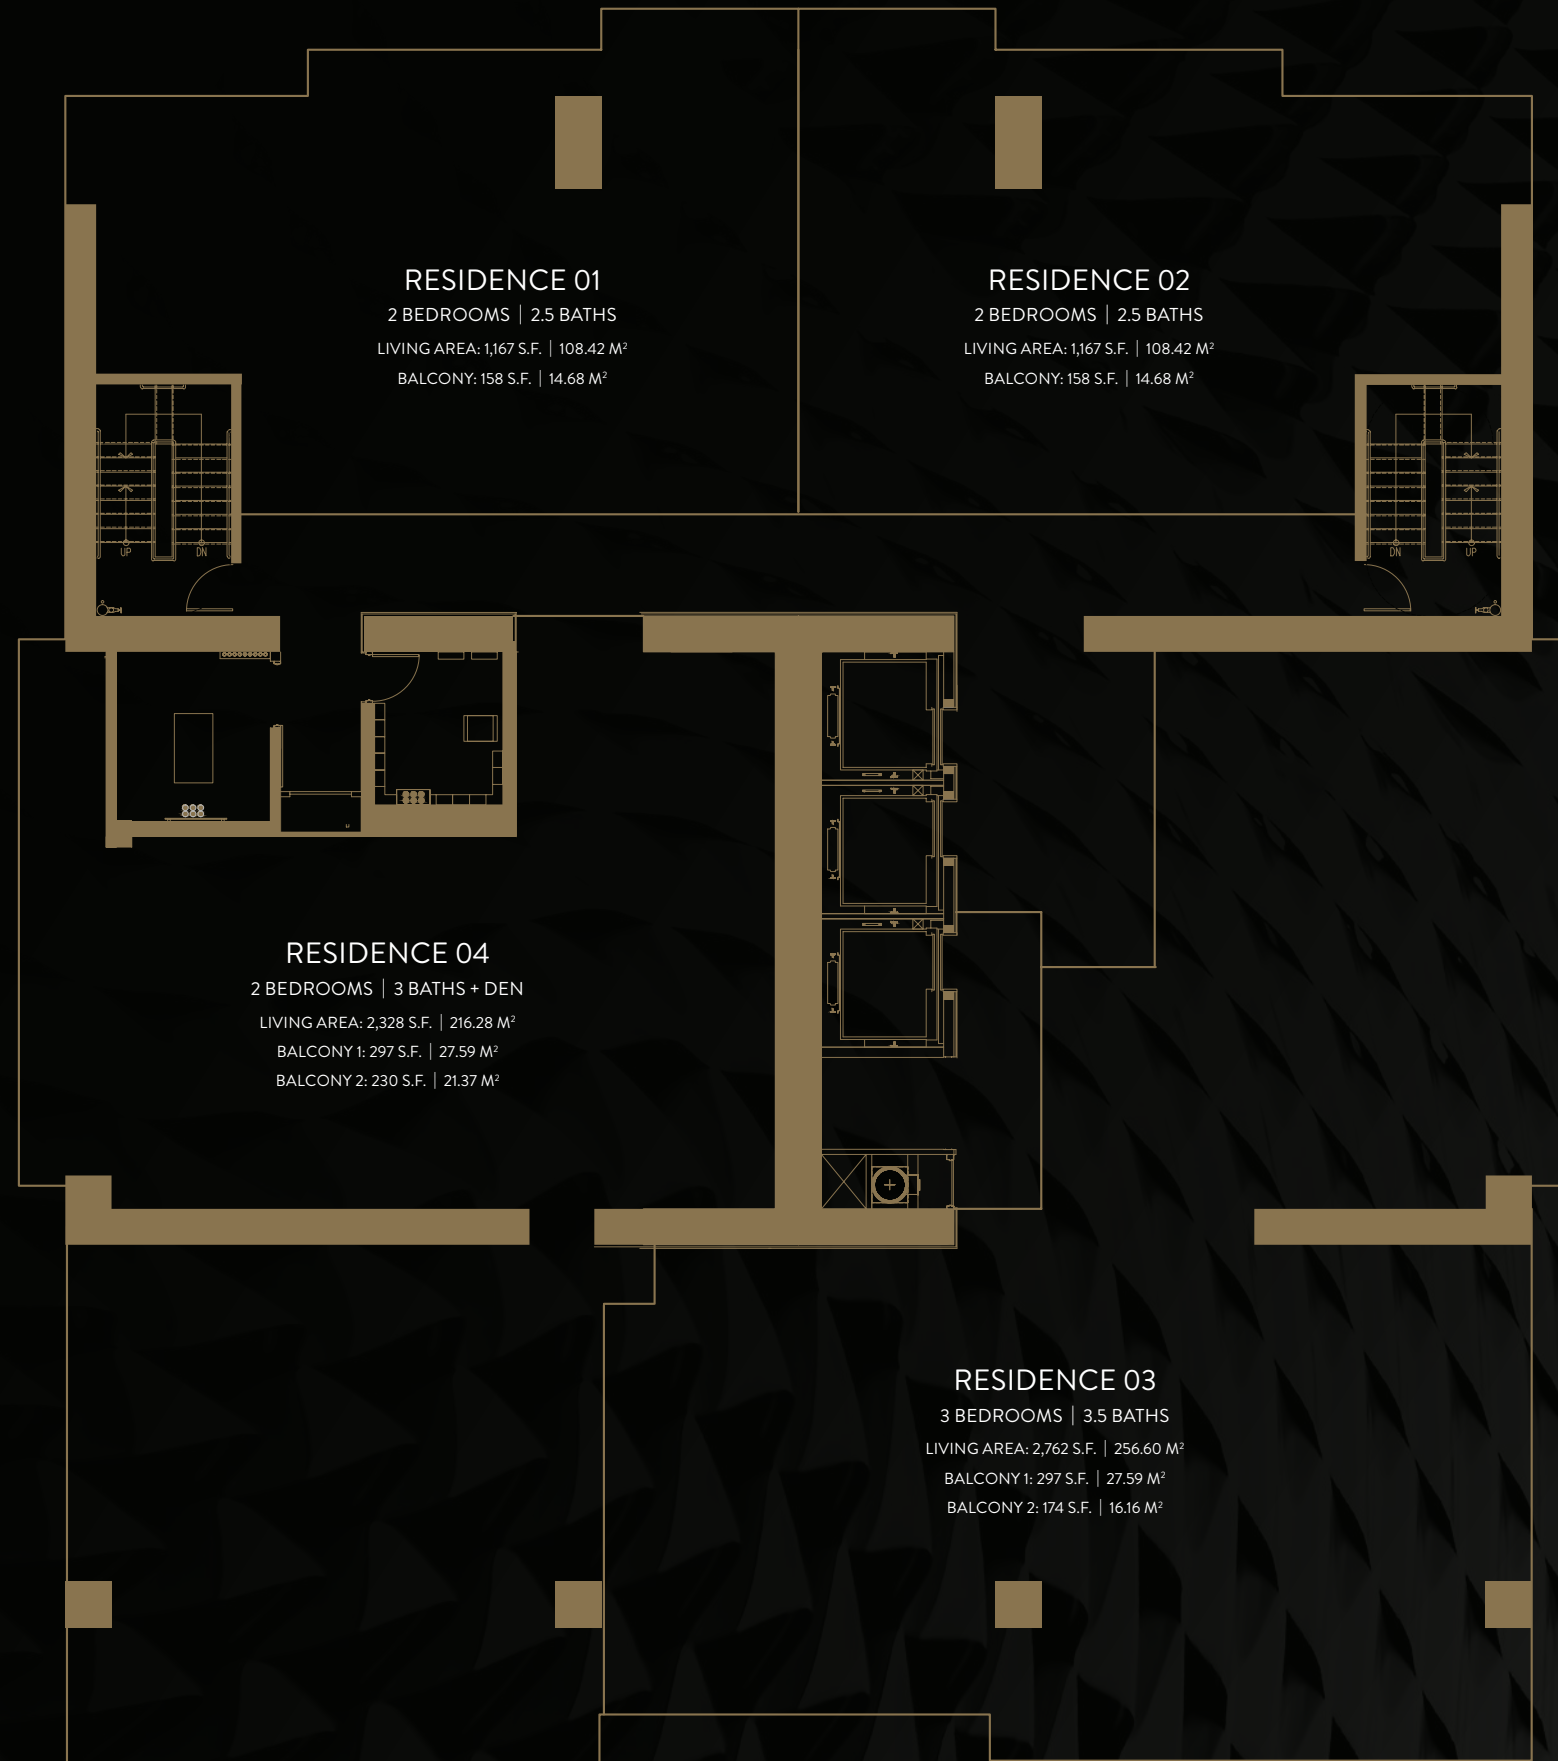 RESIDENCE 01
2 BEDROOMS | 2.5 BATHS
LIVING AREA: 1,167 S.F. | 108.42 M²
BALCONY: 158 S.F. | 14.68 M²
RESIDENCE 02
2 BEDROOMS | 2.5 BATHS
LIVING AREA: 1,167 S.F. | 108.42 M²
BALCONY: 158 S.F. | 14.68 M²
UP
DN
DN
UP
RESIDENCE 04
2 BEDROOMS | 3 BATHS + DEN
LIVING AREA: 2,328 S.F. | 216.28 M²
BALCONY 1: 297 S.F. | 27.59 M²
BALCONY 2: 230 S.F. | 21.37 M²
RESIDENCE 03
3 BEDROOMS | 3.5 BATHS
LIVING AREA: 2,762 S.F. | 256.60 M²
BALCONY 1: 297 S.F. | 27.59 M²
BALCONY 2: 174 S.F. | 16.16 M²